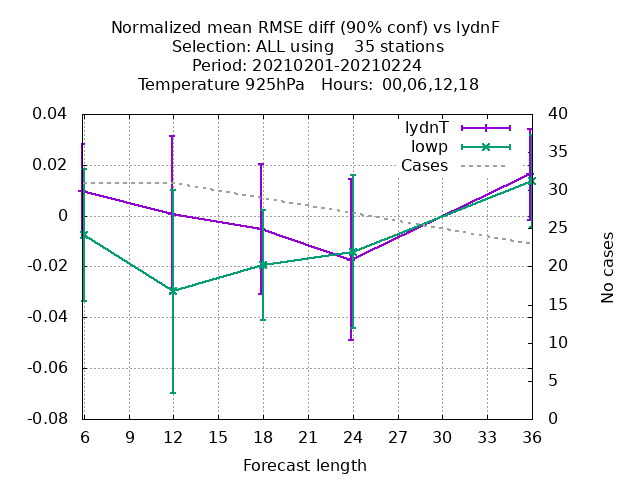 Normalized mean RMSE diff (90% conf) vs lydnF
Selection: ALL using    35 stations
Period: 20210201-20210224
Temperature 925hPa   Hours:  00,06,12,18
0.04
0.02
0
-0.02
-0.04
-0.06
-0.08
lydnT
lowp
Cases
40
35
30
25
20
15
10
5
0
No cases
6 9 12 15 18 21 24 27 30 33 36
Forecast length